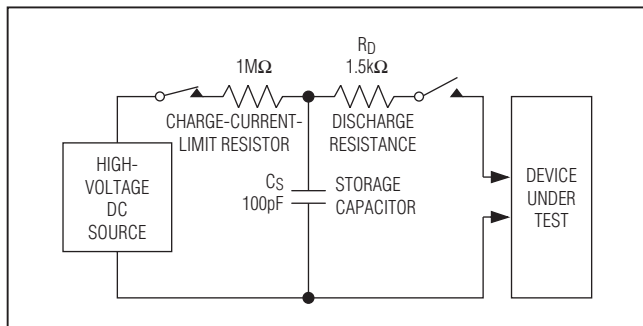 R_D
1MΩ
1.5kΩ
CHARGE-CURRENT-
LIMIT RESISTOR
DISCHARGE
RESISTANCE
HIGH-
VOLTAGE
DC
SOURCE
C_S
100pF
STORAGE
CAPACITOR
DEVICE
UNDER
TEST